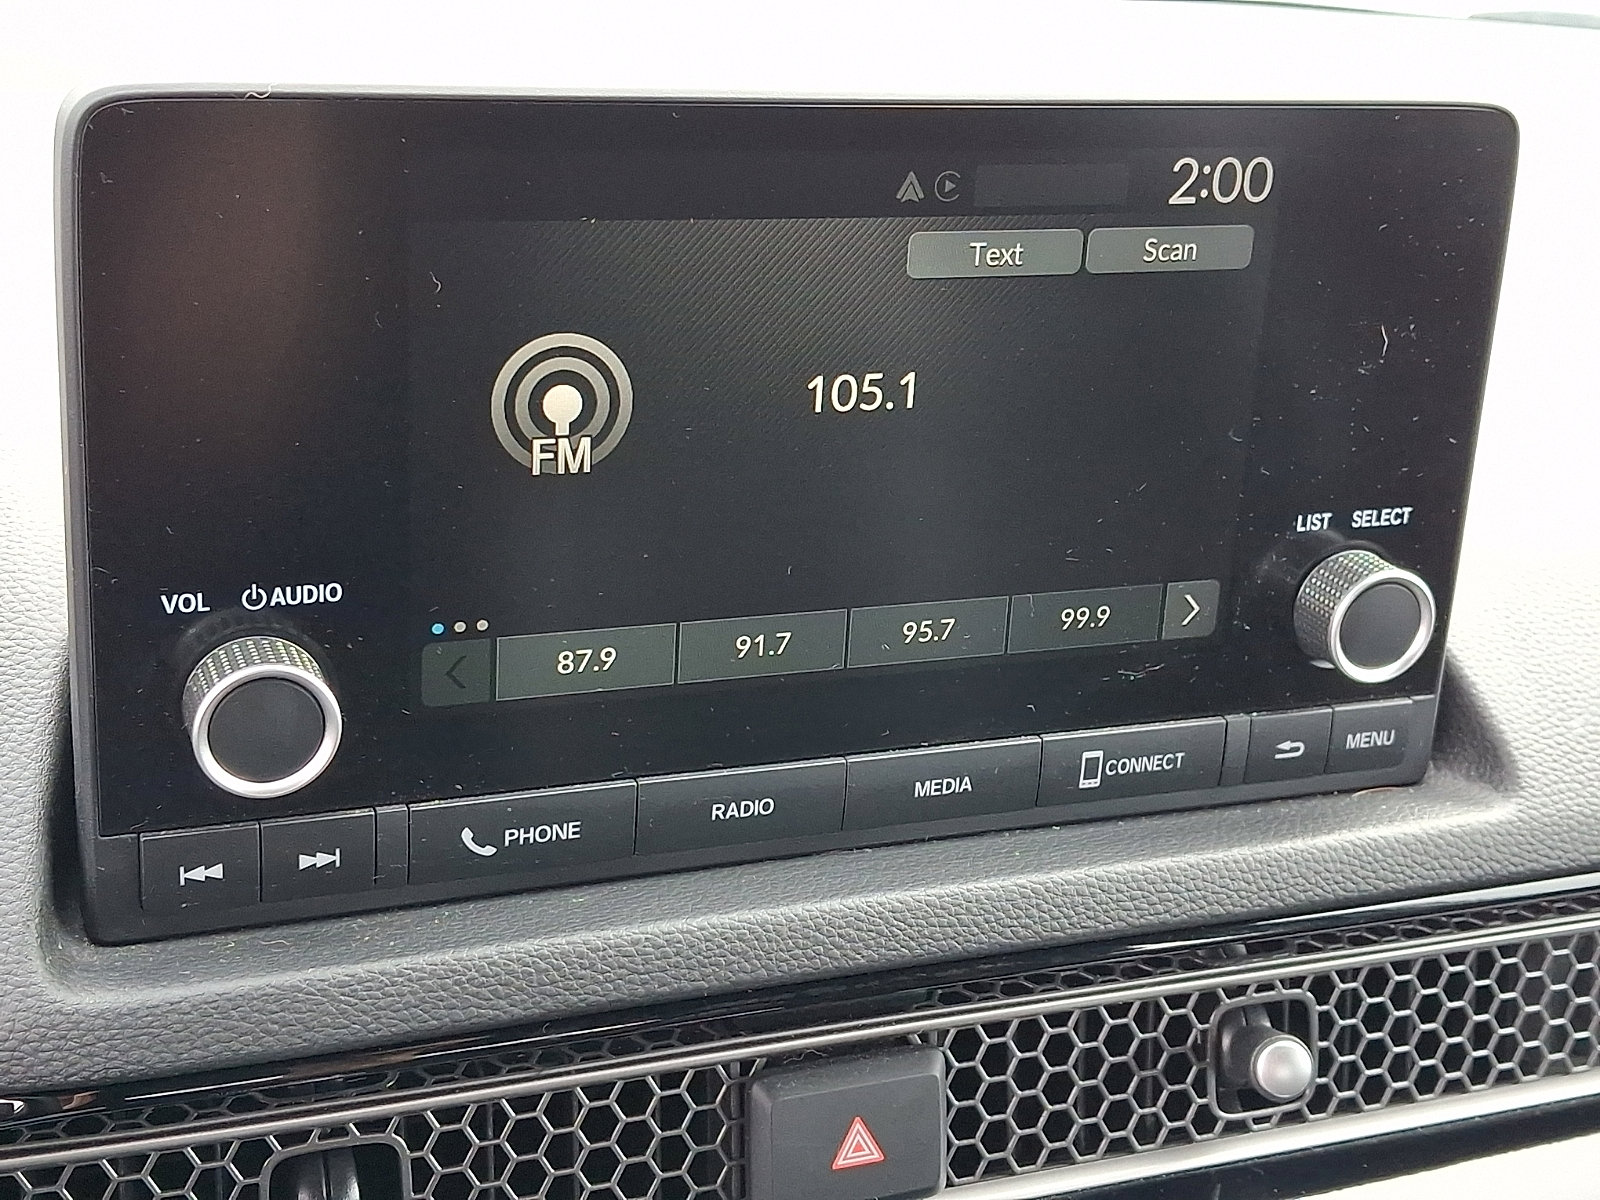 2:00
Text Scan
FM
105.1
LIST SELECT
VOL AUDIO
87.9 91.7 95.7 99.9
PHONE RADIO MEDIA CONNECT MENU